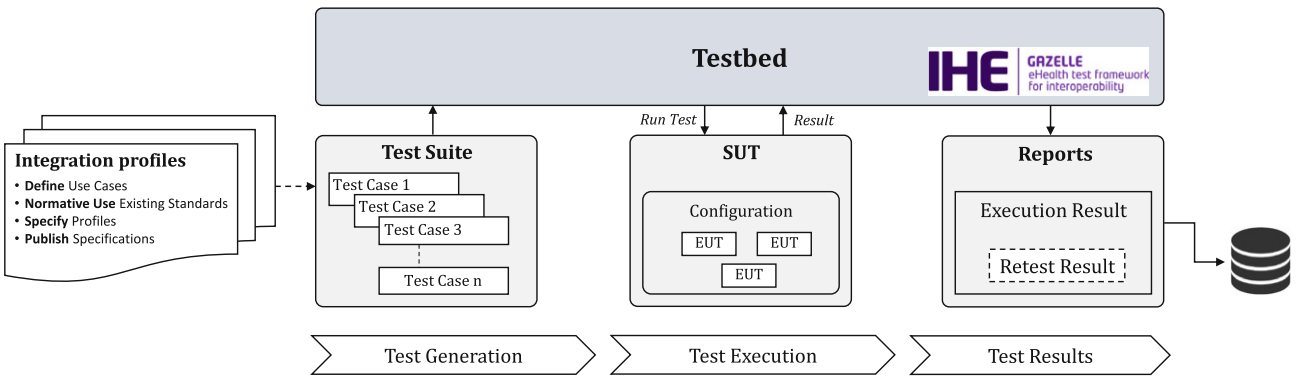 Testbed
IHE
GAZELLE
eHealth test framework
for interoperability
Run Test
Result
Integration profiles
• Define Use Cases
• Normative Use Existing Standards
• Specify Profiles
• Publish Specifications
Test Suite
Test Case 1
Test Case 2
Test Case 3
Test Case n
SUT
Configuration
EUT
EUT
EUT
Reports
Execution Result
Retest Result
Test Generation
Test Execution
Test Results